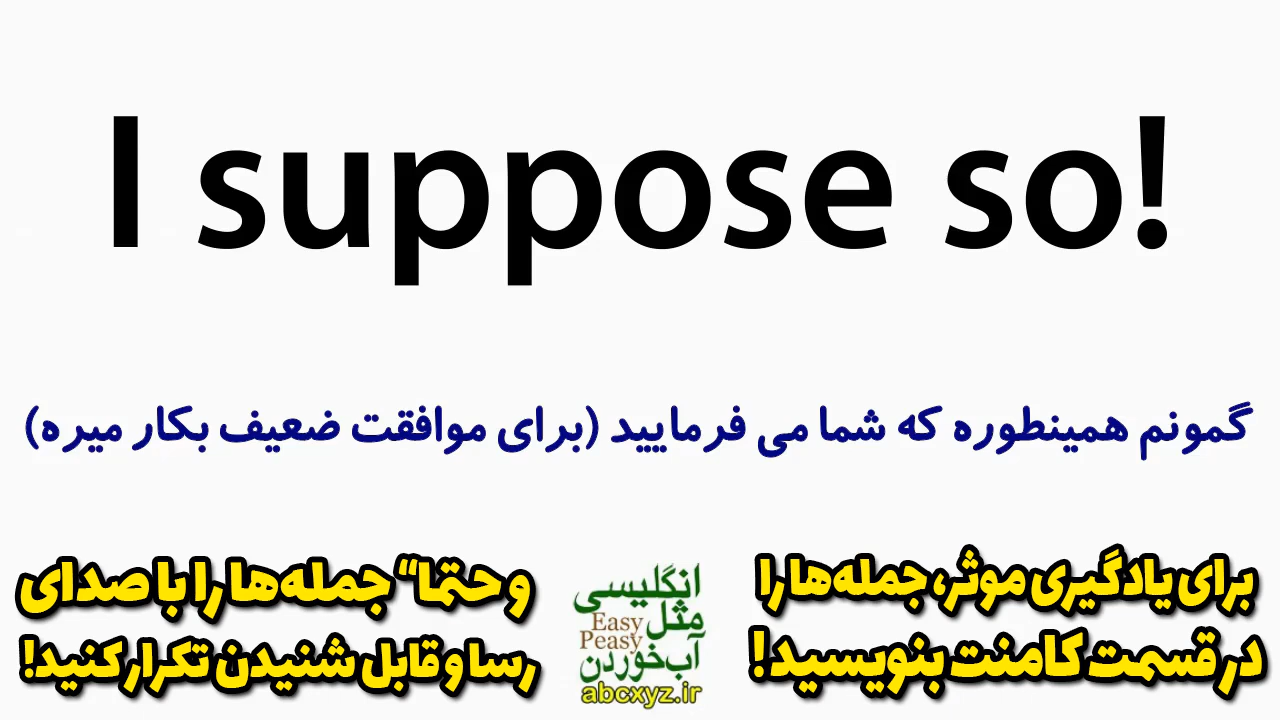 I suppose so!
گمونم همینطوره که شما می فرمایید (برای موافقت ضعیف بکار میره)
برای یادگیری موثر، جمله‌ها را
در قسمت کامنت بنویسید!
انگلیسی
مثل
Easy
Peasy
آب خوردن
abcxyz.ir
و حتما“ جمله‌ها را با صدای
رسا و قابل شنیدن تکرار کنید!